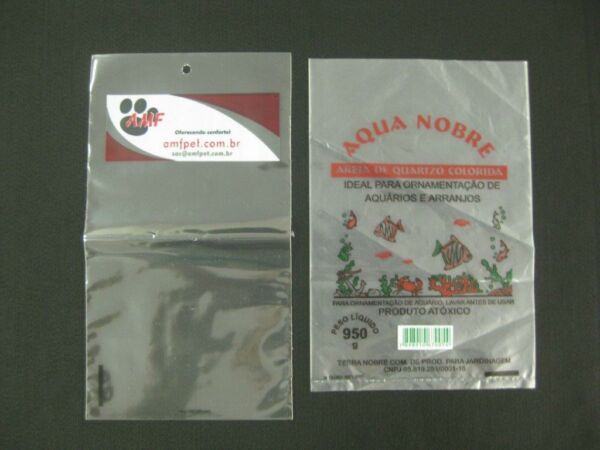 AMF
Oferecendo conforto!
amfpet.com.br
sac@amfpet.com.br
AQUA NOBRE
AREIA DE QUARTZO COLORIDA
IDEAL PARA ORNAMENTAÇÃO DE
AQUÁRIOS E ARRANJOS
PARA ORNAMENTAÇÃO DE AQUÁRIO, LAVAR ANTES DE USAR
PRODUTO ATÓXICO
PESO LÍQUIDO
950
g
TERRA NOBRE COM. DE PROD. PARA JARDINAGEM